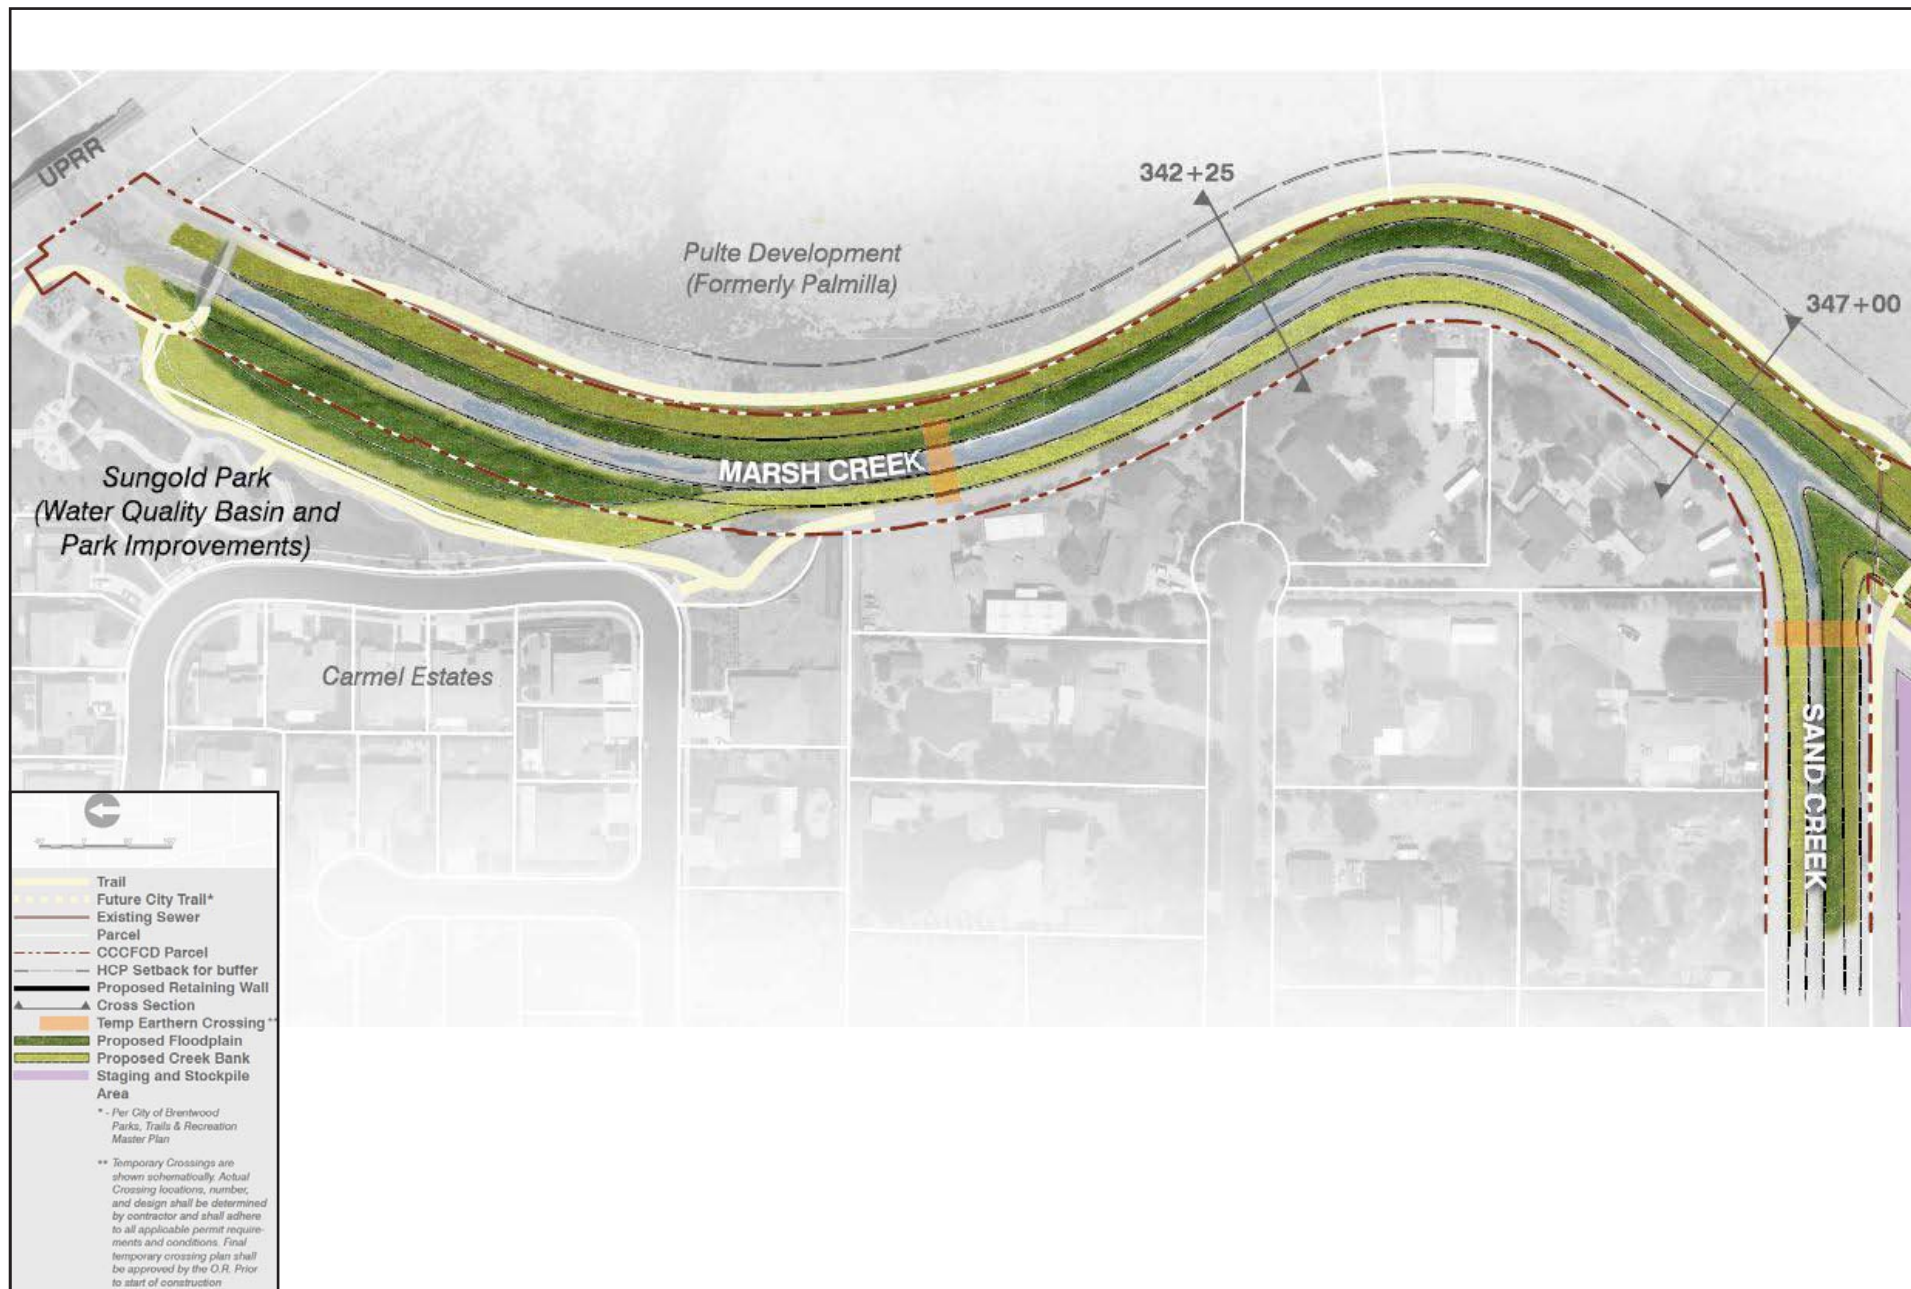 UPRR
342+25
Pulte Development
(Formerly Palmilla)
347+00
MARSH CREEK
Sungold Park
(Water Quality Basin and
Park Improvements)
Carmel Estates
SAND CREEK
Trail
Future City Trail*
Existing Sewer
Parcel
CCCFCD Parcel
HCP Setback for buffer
Proposed Retaining Wall
Cross Section
Temp Earthern Crossing**
Proposed Floodplain
Proposed Creek Bank
Staging and Stockpile
Area
* - Per City of Brentwood
Parks, Trails & Recreation
Master Plan
** Temporary Crossings are
shown schematically. Actual
Crossing locations, number,
and design shall be determined
by contractor and shall adhere
to all applicable permit require-
ments and conditions. Final
temporary crossing plan shall
be approved by the O.R. Prior
to start of construction